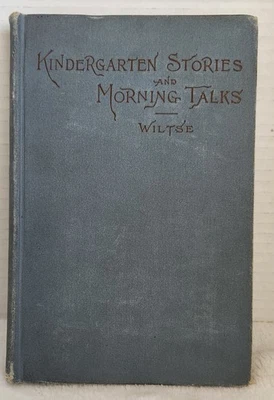 Kindergarten Stories
and
Morning Talks
Wiltse